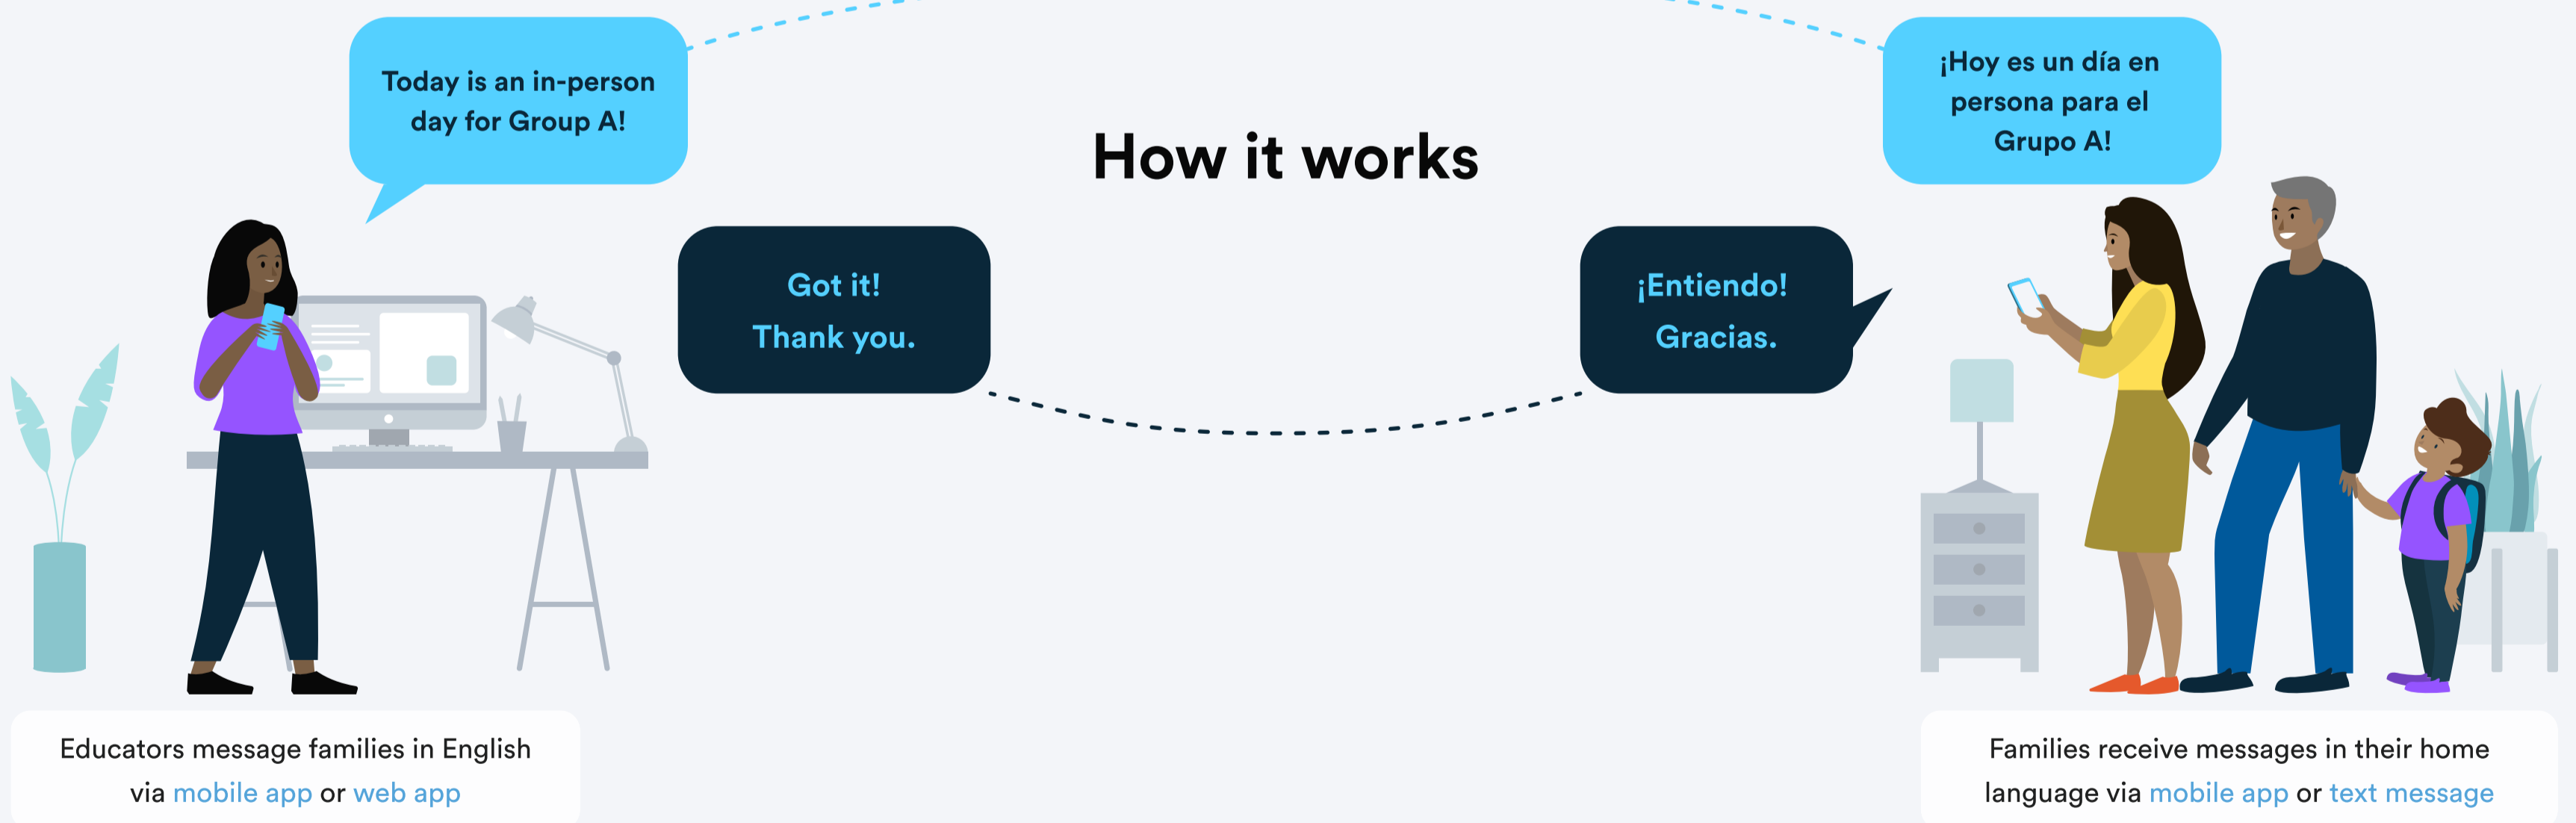 Today is an in-person
day for Group A!
¡Hoy es un día en
persona para el
Grupo A!
How it works
Got it!
Thank you.
¡Entiendo!
Gracias.
Educators message families in English
via mobile app or web app
Families receive messages in their home
language via mobile app or text message